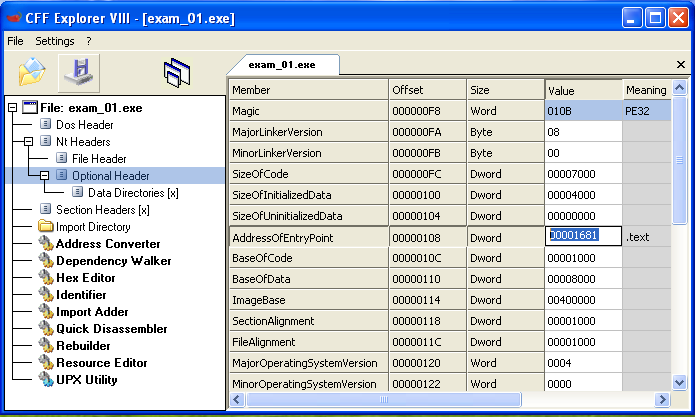 CFF Explorer VIII - [exam_01.exe]
File Settings ?
exam_01.exe
File: exam_01.exe
Dos Header
Nt Headers
File Header
Optional Header
Data Directories [x]
Section Headers [x]
Import Directory
Address Converter
Dependency Walker
Hex Editor
Identifier
Import Adder
Quick Disassembler
Rebuilder
Resource Editor
UPX Utility
Member Offset Size Value Meaning
Magic 000000F8 Word 010B PE32
MajorLinkerVersion 000000FA Byte 08
MinorLinkerVersion 000000FB Byte 00
SizeOfCode 000000FC Dword 00007000
SizeOfInitializedData 00000100 Dword 00004000
SizeOfUninitializedData 00000104 Dword 00000000
AddressOfEntryPoint 00000108 Dword 00001681 .text
BaseOfCode 0000010C Dword 00001000
BaseOfData 00000110 Dword 00008000
ImageBase 00000114 Dword 00400000
SectionAlignment 00000118 Dword 00001000
FileAlignment 0000011C Dword 00001000
MajorOperatingSystemVersion 00000120 Word 0004
MinorOperatingSystemVersion 00000122 Word 0000